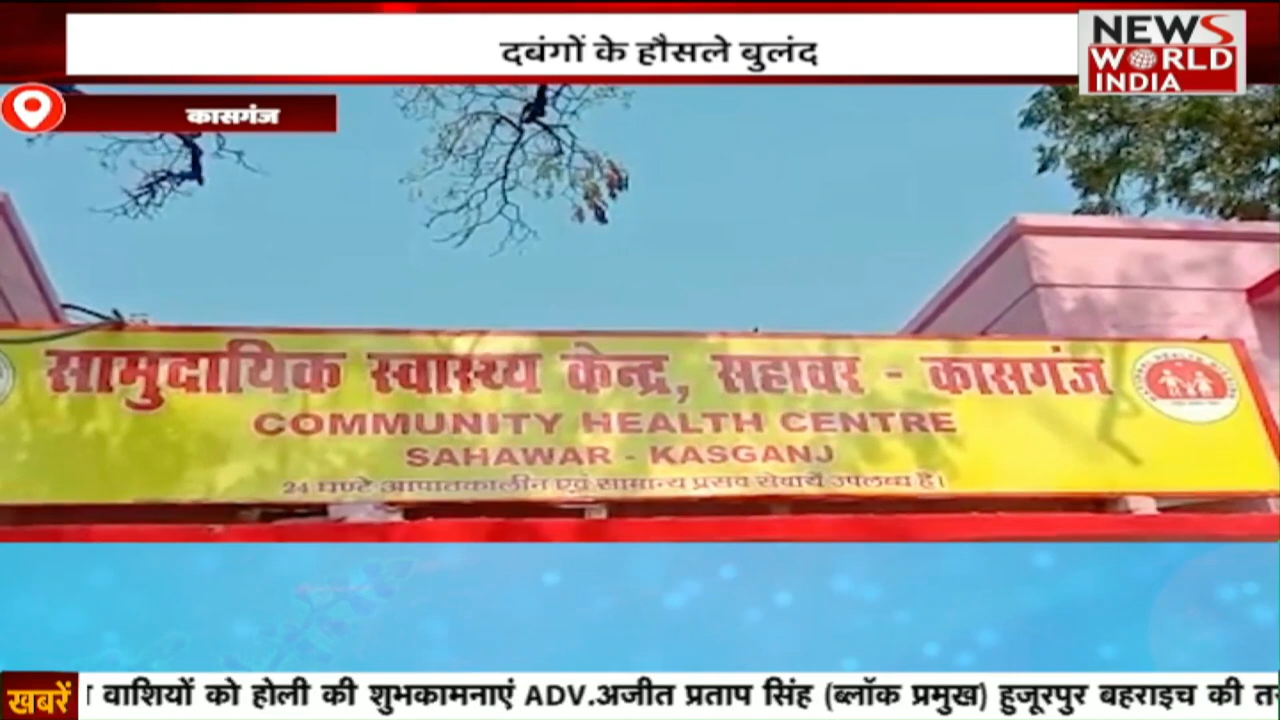 दबंगों के हौसले बुलंद
NEWS
WORLD
INDIA
कासगंज
सामुदायिक स्वास्थ्य केन्द्र, सहावर - कासगंज
COMMUNITY HEALTH CENTRE
SAHAWAR - KASGANJ
24 घण्टे आपातकालीन एवं सामान्य प्रसव सेवायें उपलब्ध हैं।
खबरें
वाशियों को होली की शुभकामनाएं ADV.अजीत प्रताप सिंह (ब्लॉक प्रमुख) हुजूरपुर बहराइच की